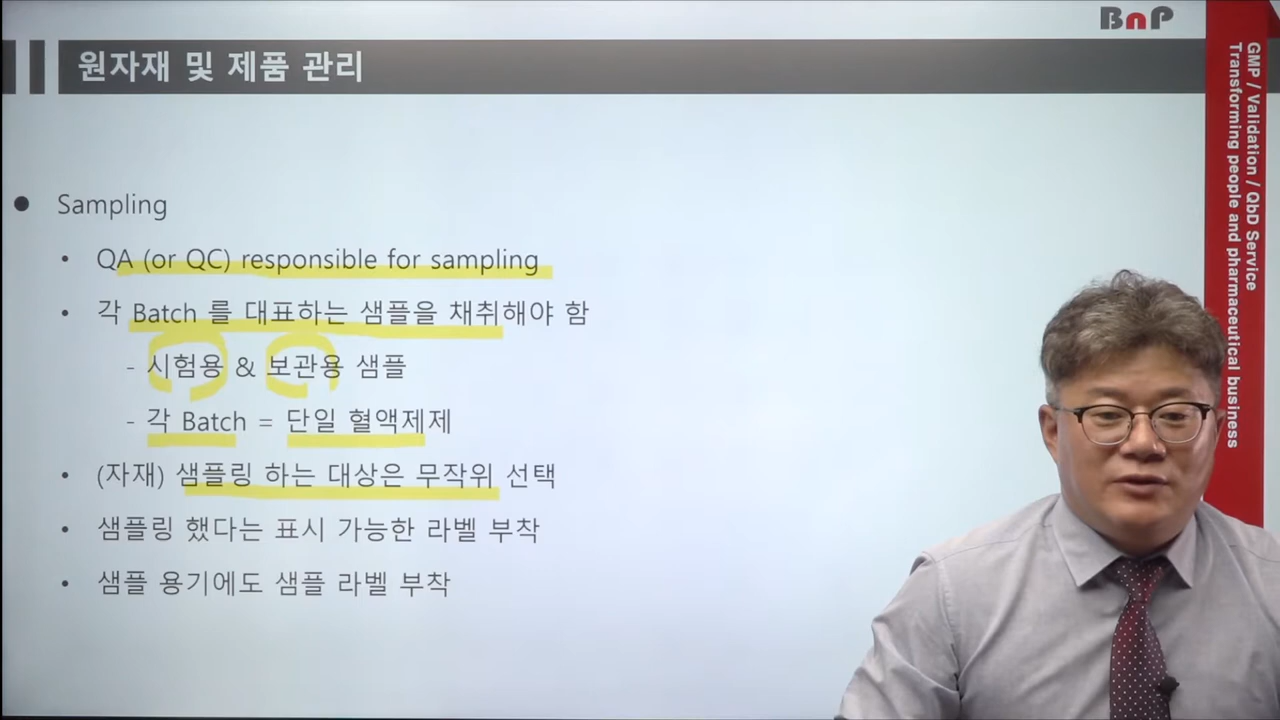 BnP
원자재 및 제품 관리
GMP / Validation / QbD Service
Transforming people and pharmaceutical business
● Sampling
• QA (or QC) responsible for sampling
• 각 Batch 를 대표하는 샘플을 채취해야 함
- 시험용 & 보관용 샘플
- 각 Batch = 단일 혈액제제
• (자재) 샘플링 하는 대상은 무작위 선택
• 샘플링 했다는 표시 가능한 라벨 부착
• 샘플 용기에도 샘플 라벨 부착